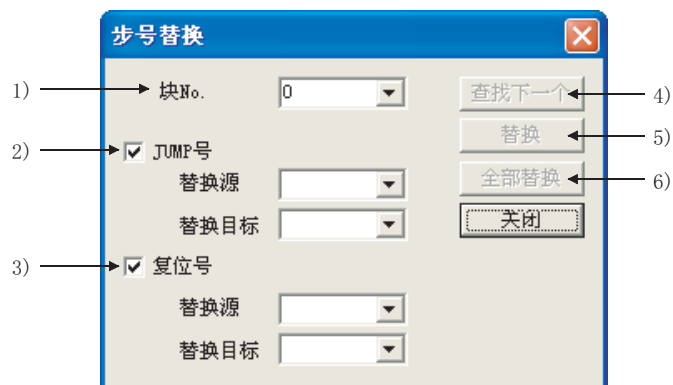 步号替换
1) 块No. 0 查找下一个 4)
替换 5)
2) JUMP号
替换源 全部替换 6)
替换目标 关闭
3) 复位号
替换源
替换目标